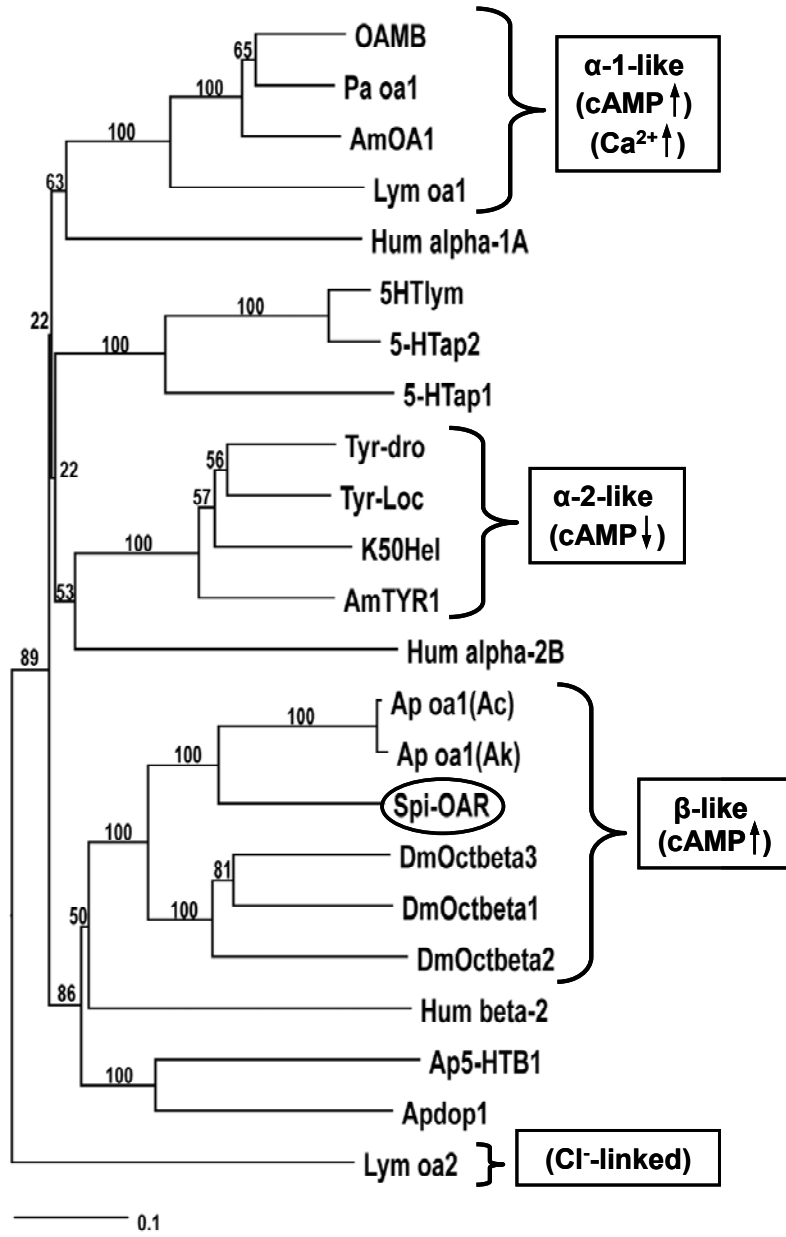 65
OAMB
Pa oa1
100
AmOA1
100
Lym oa1
α-1-like
(cAMP↑)
(Ca²⁺↑)
63
Hum alpha-1A
22
5HTlym
100
5-HTap2
100
5-HTap1
22
Tyr-dro
56
Tyr-Loc
57
K50Hel
100
AmTYR1
α-2-like
(cAMP↓)
53
Hum alpha-2B
89
Ap oa1(Ac)
100
Ap oa1(Ak)
100
Spi-OAR
100
DmOctbeta3
81
DmOctbeta1
100
DmOctbeta2
β-like
(cAMP↑)
50
Hum beta-2
86
Ap5-HTB1
100
Apdop1
Lym oa2
(Cl⁻-linked)
0.1